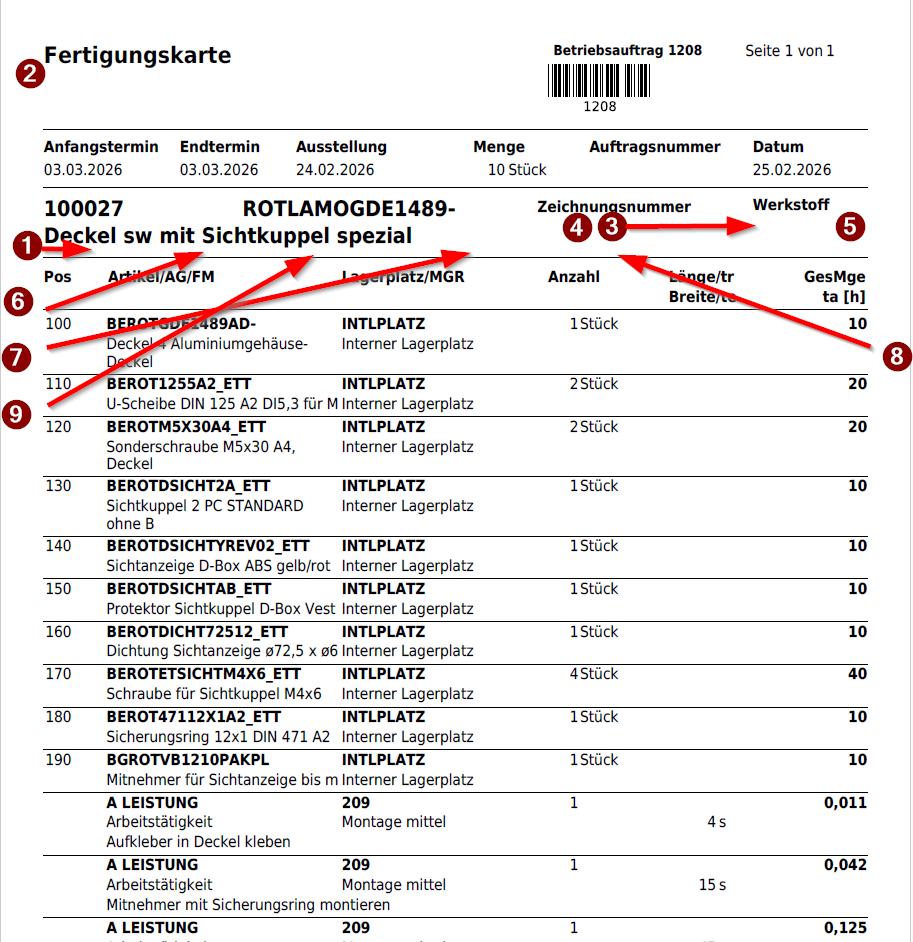 Fertigungskarte
Betriebsauftrag 1208
Seite 1 von 1
2
1208
Anfangstermin Endtermin Ausstellung Menge Auftragsnummer Datum
03.03.2026 03.03.2026 24.02.2026 10 Stück 25.02.2026
100027 ROTLAMOGDE1489- Zeichnungsnummer Werkstoff
4 3 5
1 Deckel sw mit Sichtkuppel spezial
Pos Artikel/AG/FM Lagerplatz/MGR Anzahl Länge/tr GesMge
6 Breite/te ta [h]
100 BEROTGDE1489AD- INTLPLATZ 1 Stück 10
7 Deckel 4 Aluminiumgehäuse- Interner Lagerplatz 8
Deckel
110 BEROT1255A2_ETT INTLPLATZ 2 Stück 20
9 U-Scheibe DIN 125 A2 DI5,3 für M Interner Lagerplatz
120 BEROTM5X30A4_ETT INTLPLATZ 2 Stück 20
Sonderschraube M5x30 A4, Interner Lagerplatz
Deckel
130 BEROTDSICHT2A_ETT INTLPLATZ 1 Stück 10
Sichtkuppel 2 PC STANDARD Interner Lagerplatz
ohne B
140 BEROTDSICHTYREV02_ETT INTLPLATZ 1 Stück 10
Sichtanzeige D-Box ABS gelb/rot Interner Lagerplatz
150 BEROTDSICHTAB_ETT INTLPLATZ 1 Stück 10
Protektor Sichtkuppel D-Box Vest Interner Lagerplatz
160 BEROTDICHT72512_ETT INTLPLATZ 1 Stück 10
Dichtung Sichtanzeige ø72,5 x ø6 Interner Lagerplatz
170 BEROTETSICHTM4X6_ETT INTLPLATZ 4 Stück 40
Schraube für Sichtkuppel M4x6 Interner Lagerplatz
180 BEROT47112X1A2_ETT INTLPLATZ 1 Stück 10
Sicherungsring 12x1 DIN 471 A2 Interner Lagerplatz
190 BGROTVB1210PAKPL INTLPLATZ 1 Stück 10
Mitnehmer für Sichtanzeige bis m Interner Lagerplatz
A LEISTUNG 209 1 0,011
Arbeitstätigkeit Montage mittel 4 s
Aufkleber in Deckel kleben
A LEISTUNG 209 1 0,042
Arbeitstätigkeit Montage mittel 15 s
Mitnehmer mit Sicherungsring montieren
A LEISTUNG 209 1 0,125